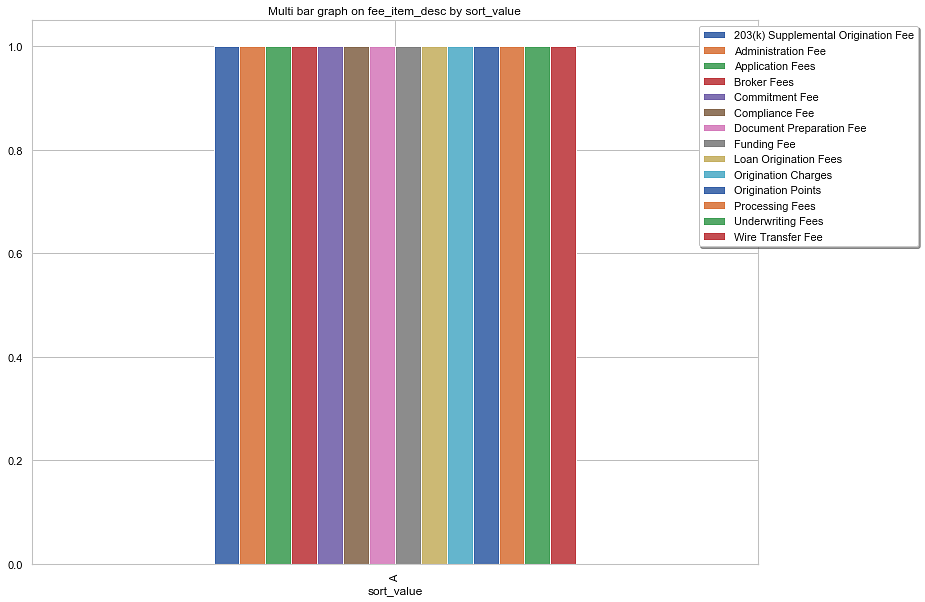 Multi bar graph on fee_item_desc by sort_value
1.0
0.8
0.6
0.4
0.2
0.0
A
sort_value
203(k) Supplemental Origination Fee
Administration Fee
Application Fees
Broker Fees
Commitment Fee
Compliance Fee
Document Preparation Fee
Funding Fee
Loan Origination Fees
Origination Charges
Origination Points
Processing Fees
Underwriting Fees
Wire Transfer Fee